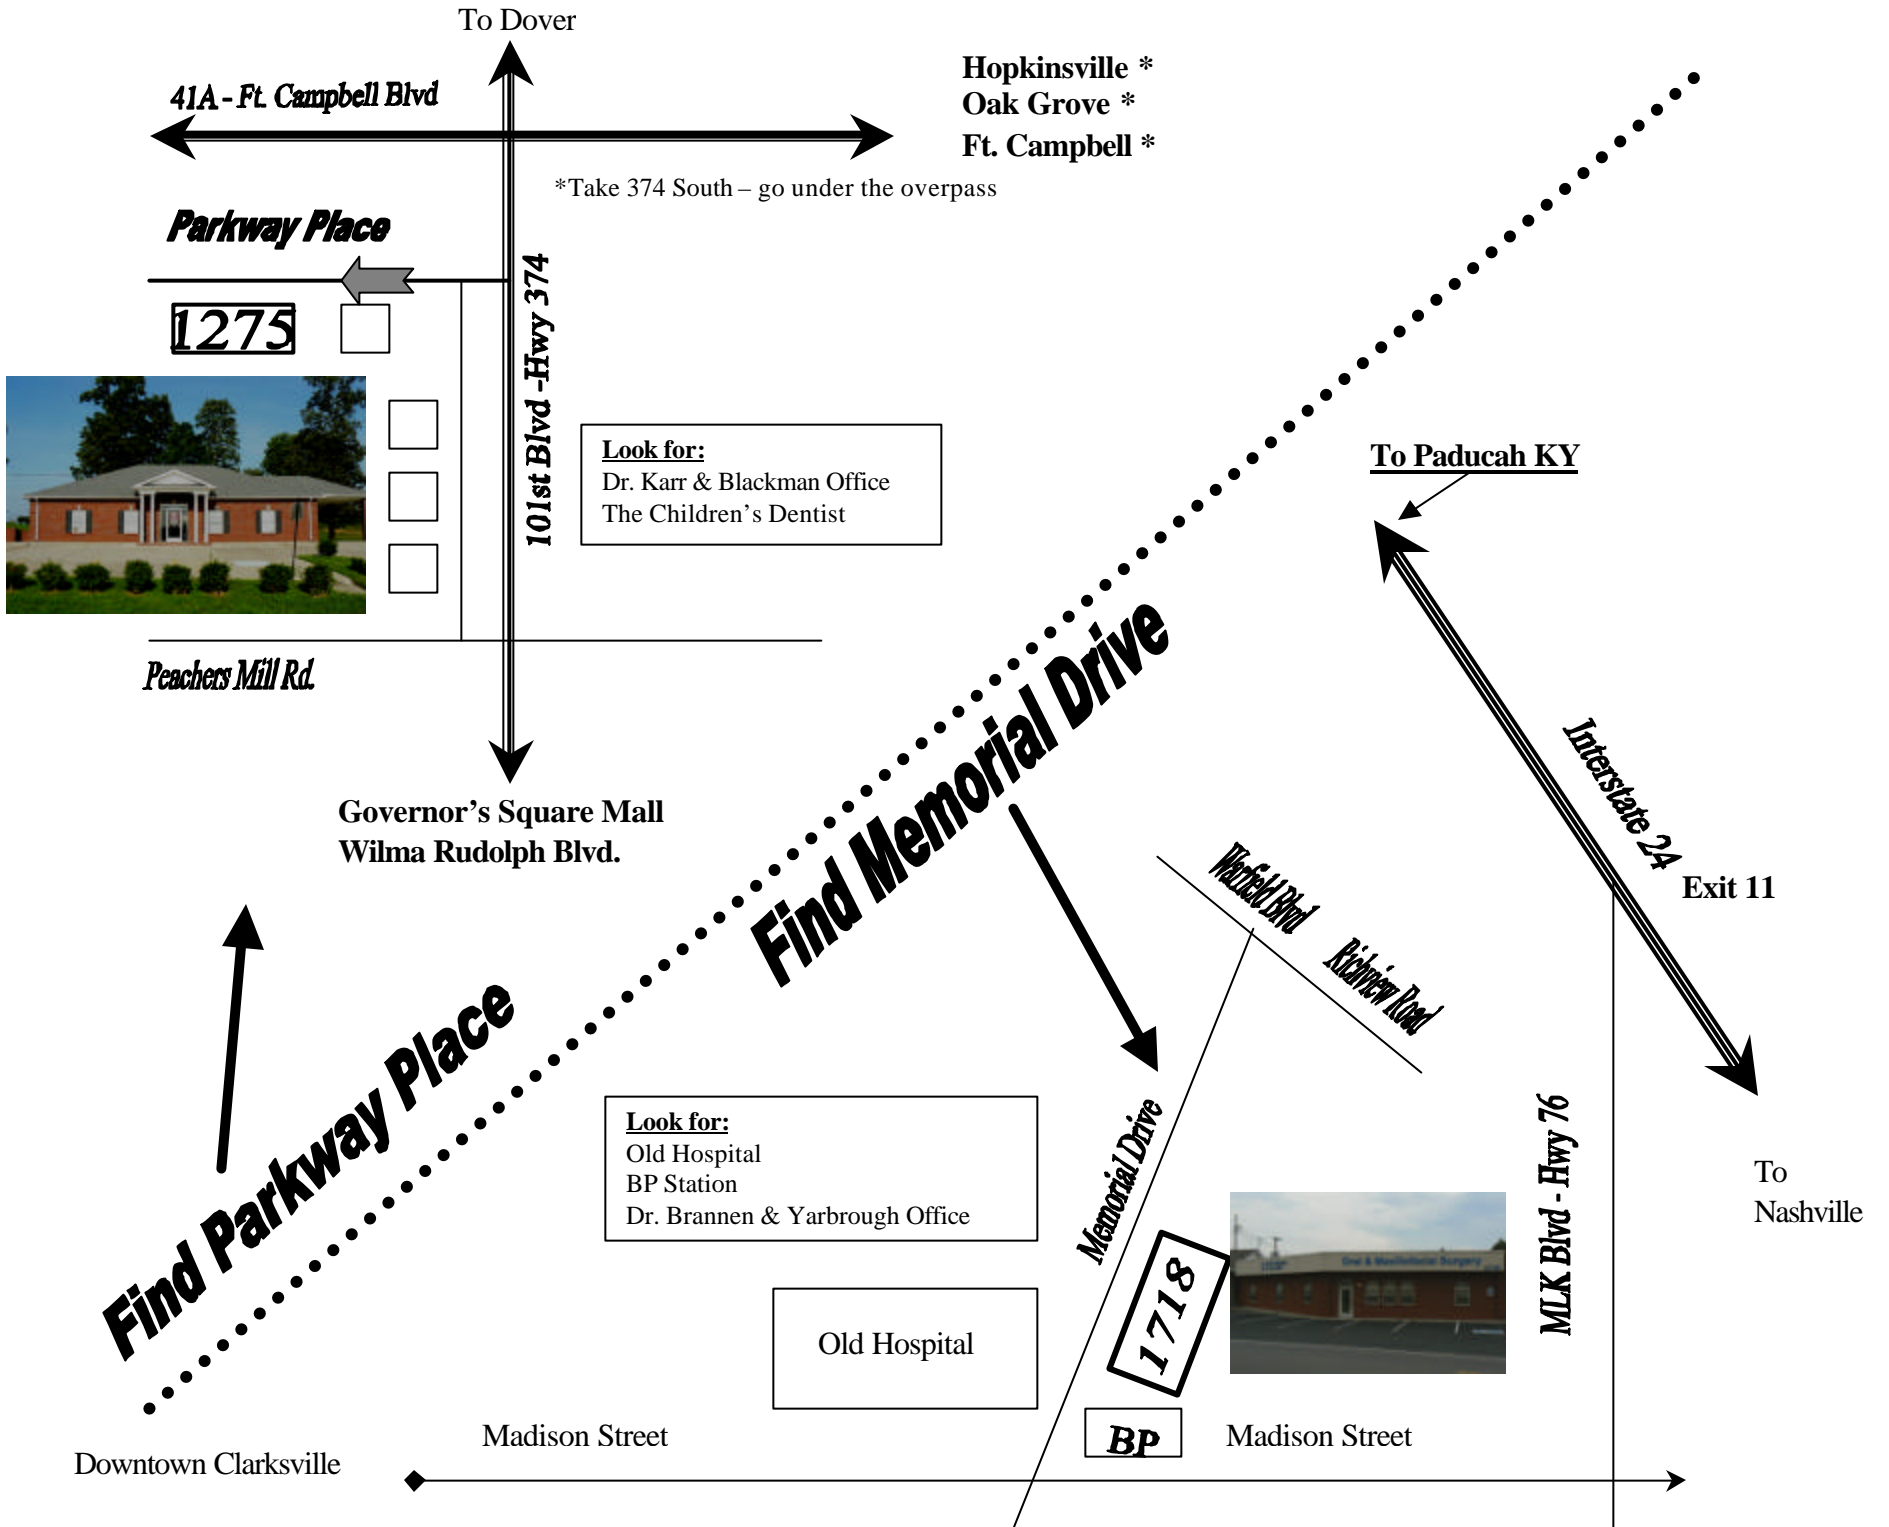 To Dover
41A - Ft. Campbell Blvd
Hopkinsville *
Oak Grove *
Ft. Campbell *
*Take 374 South – go under the overpass
Parkway Place
1275
101st Blvd -Hwy 374
Look for:
Dr. Karr & Blackman Office
The Children's Dentist
Peachers Mill Rd.
Governor's Square Mall
Wilma Rudolph Blvd.
Find Parkway Place
Find Memorial Drive
To Paducah KY
Interstate 24
Exit 11
To
Nashville
Warfield Blvd
Richview Road
Memorial Drive
MLK Blvd - Hwy 76
Look for:
Old Hospital
BP Station
Dr. Brannen & Yarbrough Office
Old Hospital
1718
Oral & Maxillofacial Surgery
BP
Madison Street
Madison Street
Downtown Clarksville